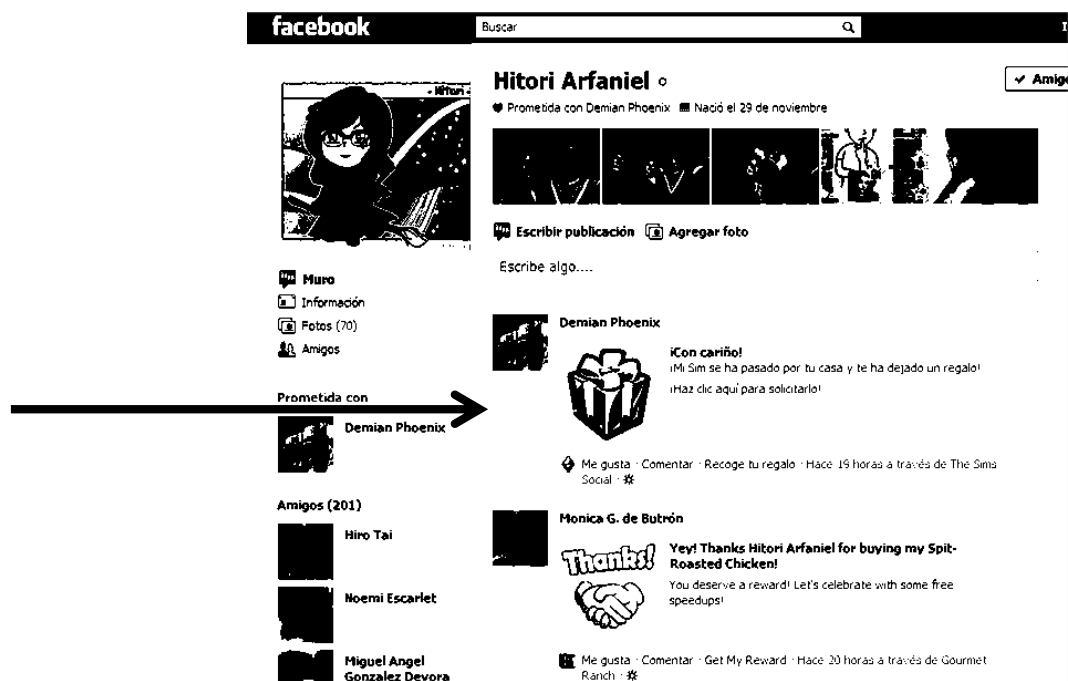 facebook
Buscar
Hitori Arfaniel
Amigo
Prometida con Demian Phoenix Nació el 29 de noviembre
- Hitori -
Escribir publicación Agregar foto
Escribe algo....
Muro
Información
Fotos (70)
Amigos
Prometida con
Demian Phoenix
Amigos (201)
Hiro Tai
Noemi Escarlet
Miguel Angel
Gonzalez Devora
Demian Phoenix
¡Con cariño!
¡Mi Sim se ha pasado por tu casa y te ha dejado un regalo!
¡Haz clic aquí para solicitarlo!
Me gusta · Comentar · Recoge tu regalo · Hace 19 horas a través de The Sims
Social ·
Monica G. de Butrón
Thanks!
Yey! Thanks Hitori Arfaniel for buying my Spit-
Roasted Chicken!
You deserve a reward! Let's celebrate with some free
speedups!
Me gusta · Comentar · Get My Reward · Hace 20 horas a través de Gourmet
Ranch ·